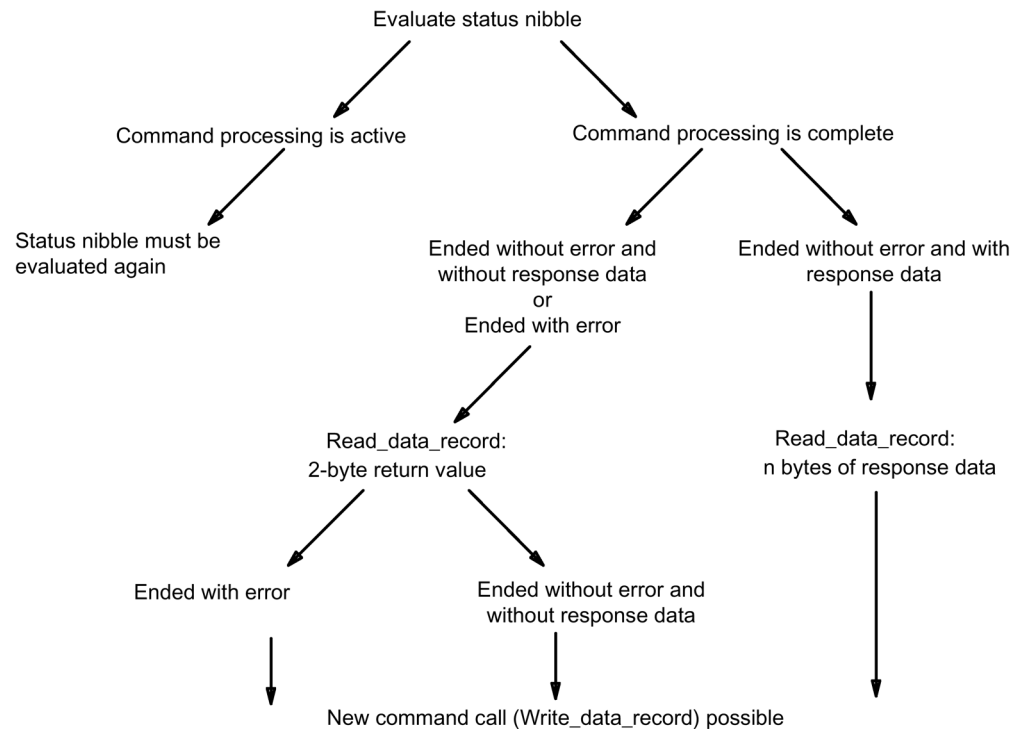 Evaluate status nibble
Command processing is active
Command processing is complete
Status nibble must be
evaluated again
Ended without error and
without response data
or
Ended with error
Ended without error and with
response data
Read_data_record:
2-byte return value
Read_data_record:
n bytes of response data
Ended with error
Ended without error and
without response data
New command call (Write_data_record) possible